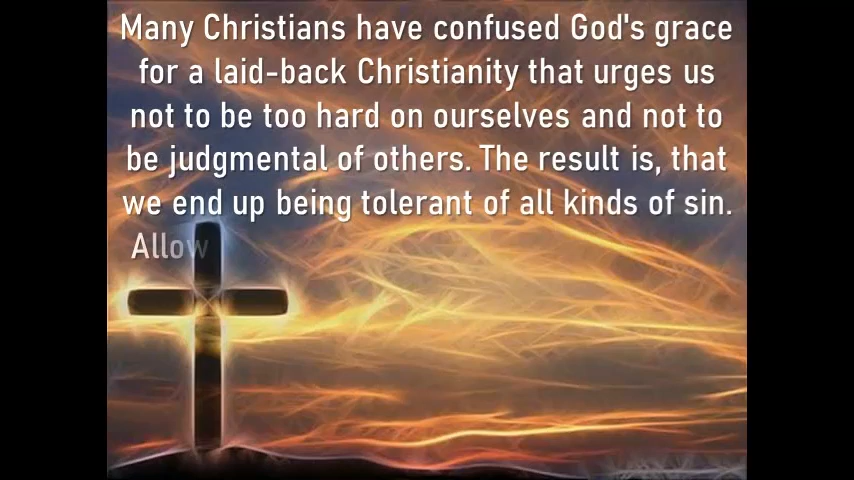 Many Christians have confused God's grace
for a laid-back Christianity that urges us
not to be too hard on ourselves and not to
be judgmental of others. The result is, that
we end up being tolerant of all kinds of sin.
Allow